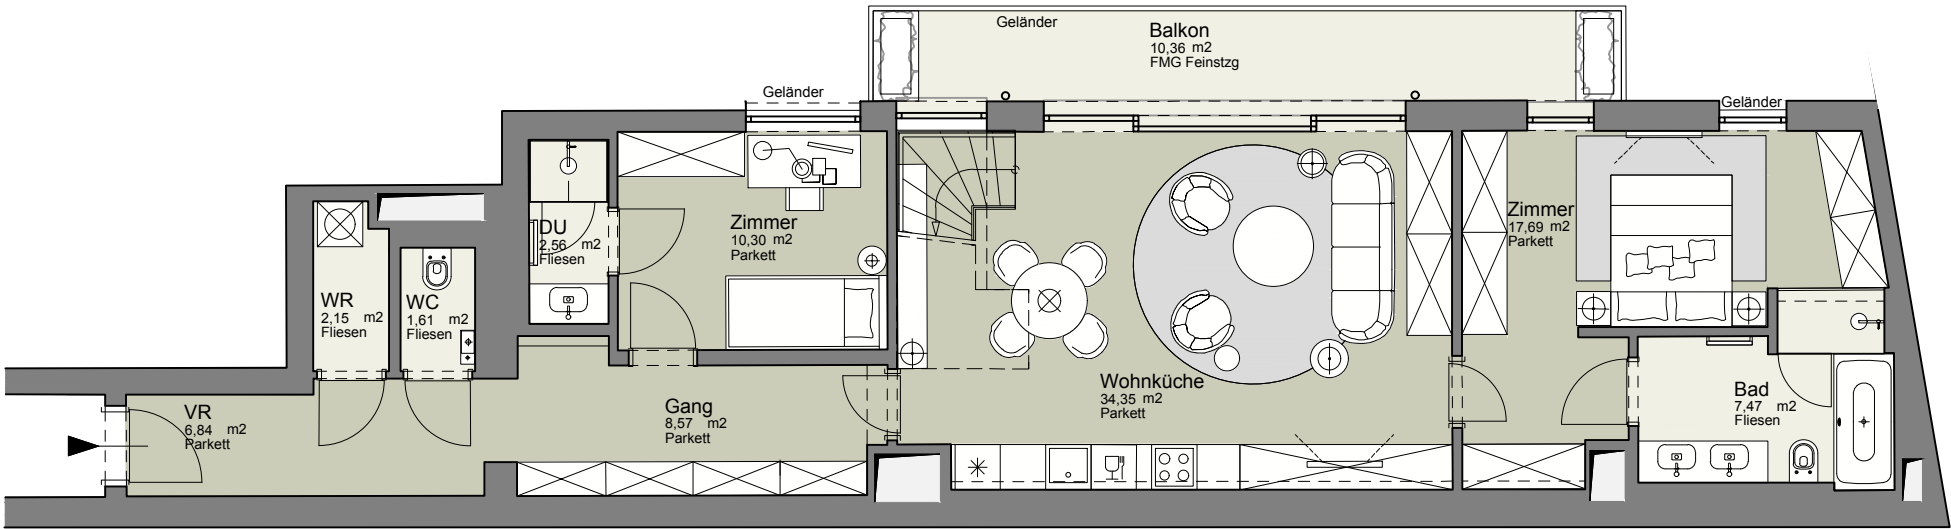 Geländer
Balkon
10,36 m2
FMG Feinstzg
Geländer
Geländer
DU
2,56 m2
Fliesen
Zimmer
10,30 m2
Parkett
Zimmer
17,69 m2
Parkett
WR
2,15 m2
Fliesen
WC
1,61 m2
Fliesen
VR
6,84 m2
Parkett
Gang
8,57 m2
Parkett
Wohnküche
34,35 m2
Parkett
Bad
7,47 m2
Fliesen